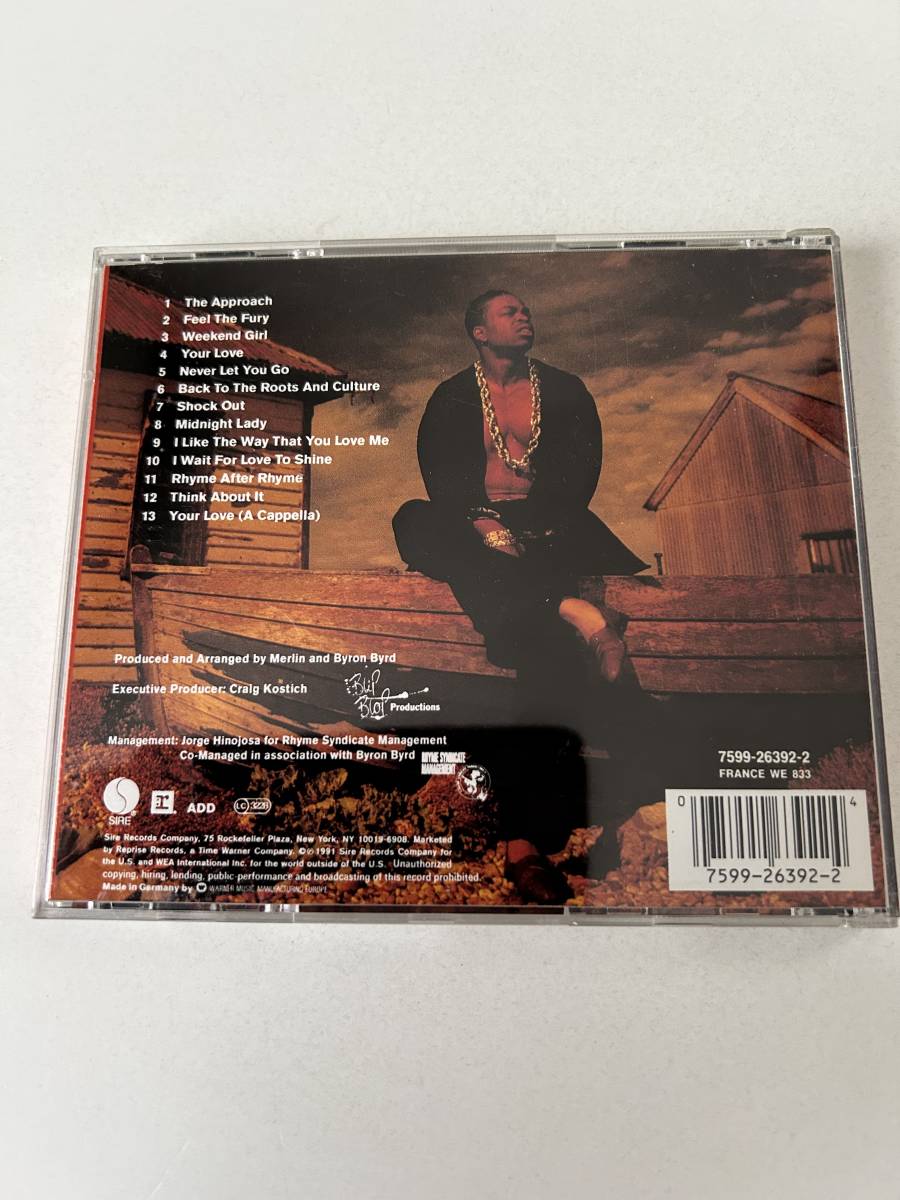 1 The Approach
2 Feel The Fury
3 Weekend Girl
4 Your Love
5 Never Let You Go
6 Back To The Roots And Culture
7 Shock Out
8 Midnight Lady
9 I Like The Way That You Love Me
10 I Wait For Love To Shine
11 Rhyme After Rhyme
12 Think About It
13 Your Love (A Cappella)
Produced and Arranged by Merlin and Byron Byrd
Executive Producer: Craig Kostich
Blip Blop Productions
Management: Jorge Hinojosa for Rhyme Syndicate Management
Co-Managed in association with Byron Byrd
RHYME SYNDICATE
MANAGEMENT
7599-26392-2
FRANCE WE 833
SIRE® r ADD LC 3228
Sire Records Company, 75 Rockefeller Plaza, New York, NY 10019-6908. Marketed
by Reprise Records, a Time Warner Company. ©℗ 1991 Sire Records Company for
the U.S. and WEA International Inc. for the world outside of the U.S. Unauthorized
copying, hiring, lending, public performance and broadcasting of this record prohibited.
Made in Germany by WARNER MUSIC MANUFACTURING EUROPE
0 4
7599-26392-2